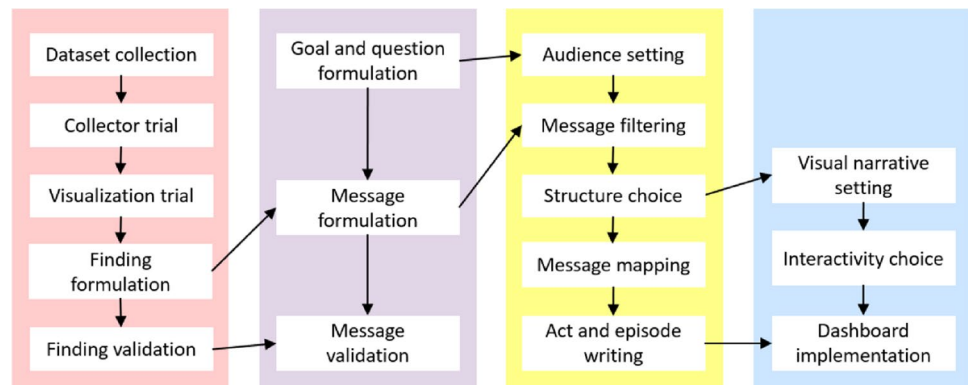 Dataset collection
Collector trial
Visualization trial
Finding
formulation
Finding validation
Goal and question
formulation
Message
formulation
Message
validation
Audience setting
Message filtering
Structure choice
Message mapping
Act and episode
writing
Visual narrative
setting
Interactivity choice
Dashboard
implementation